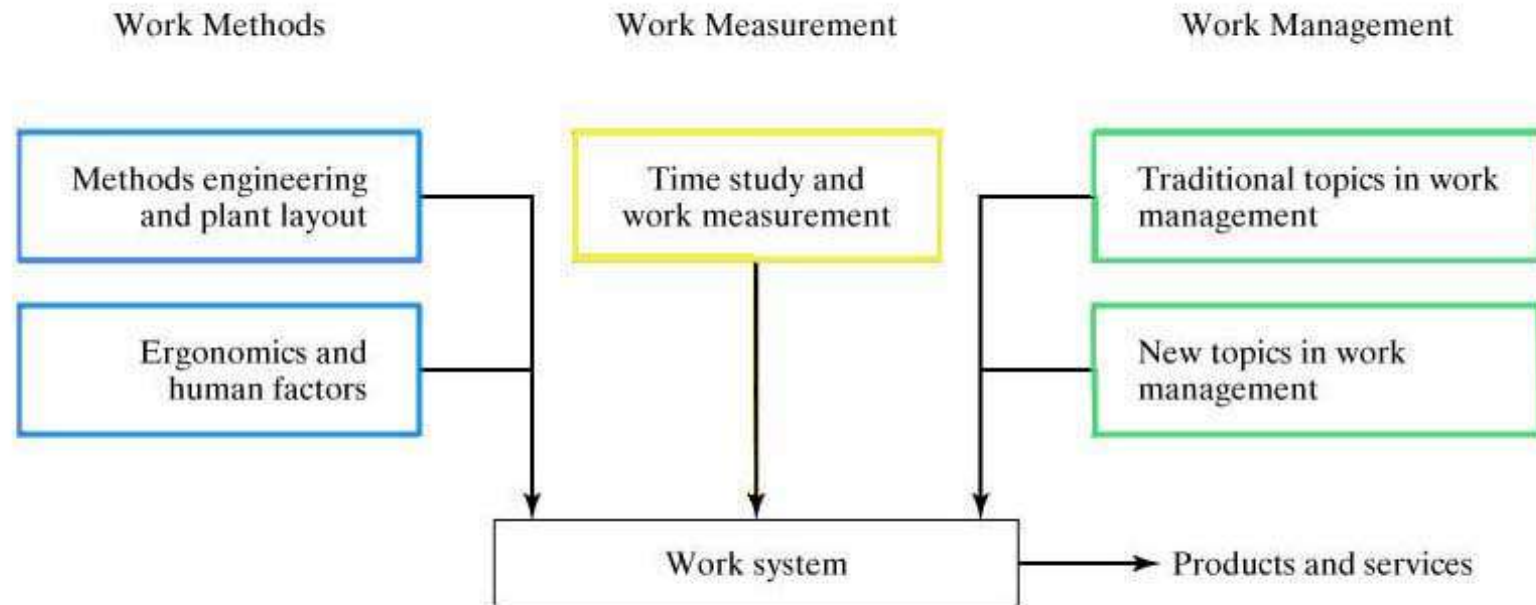 Work Methods
Work Measurement
Work Management
Methods engineering
and plant layout
Time study and
work measurement
Traditional topics in work
management
Ergonomics and
human factors
New topics in work
management
Work system
Products and services